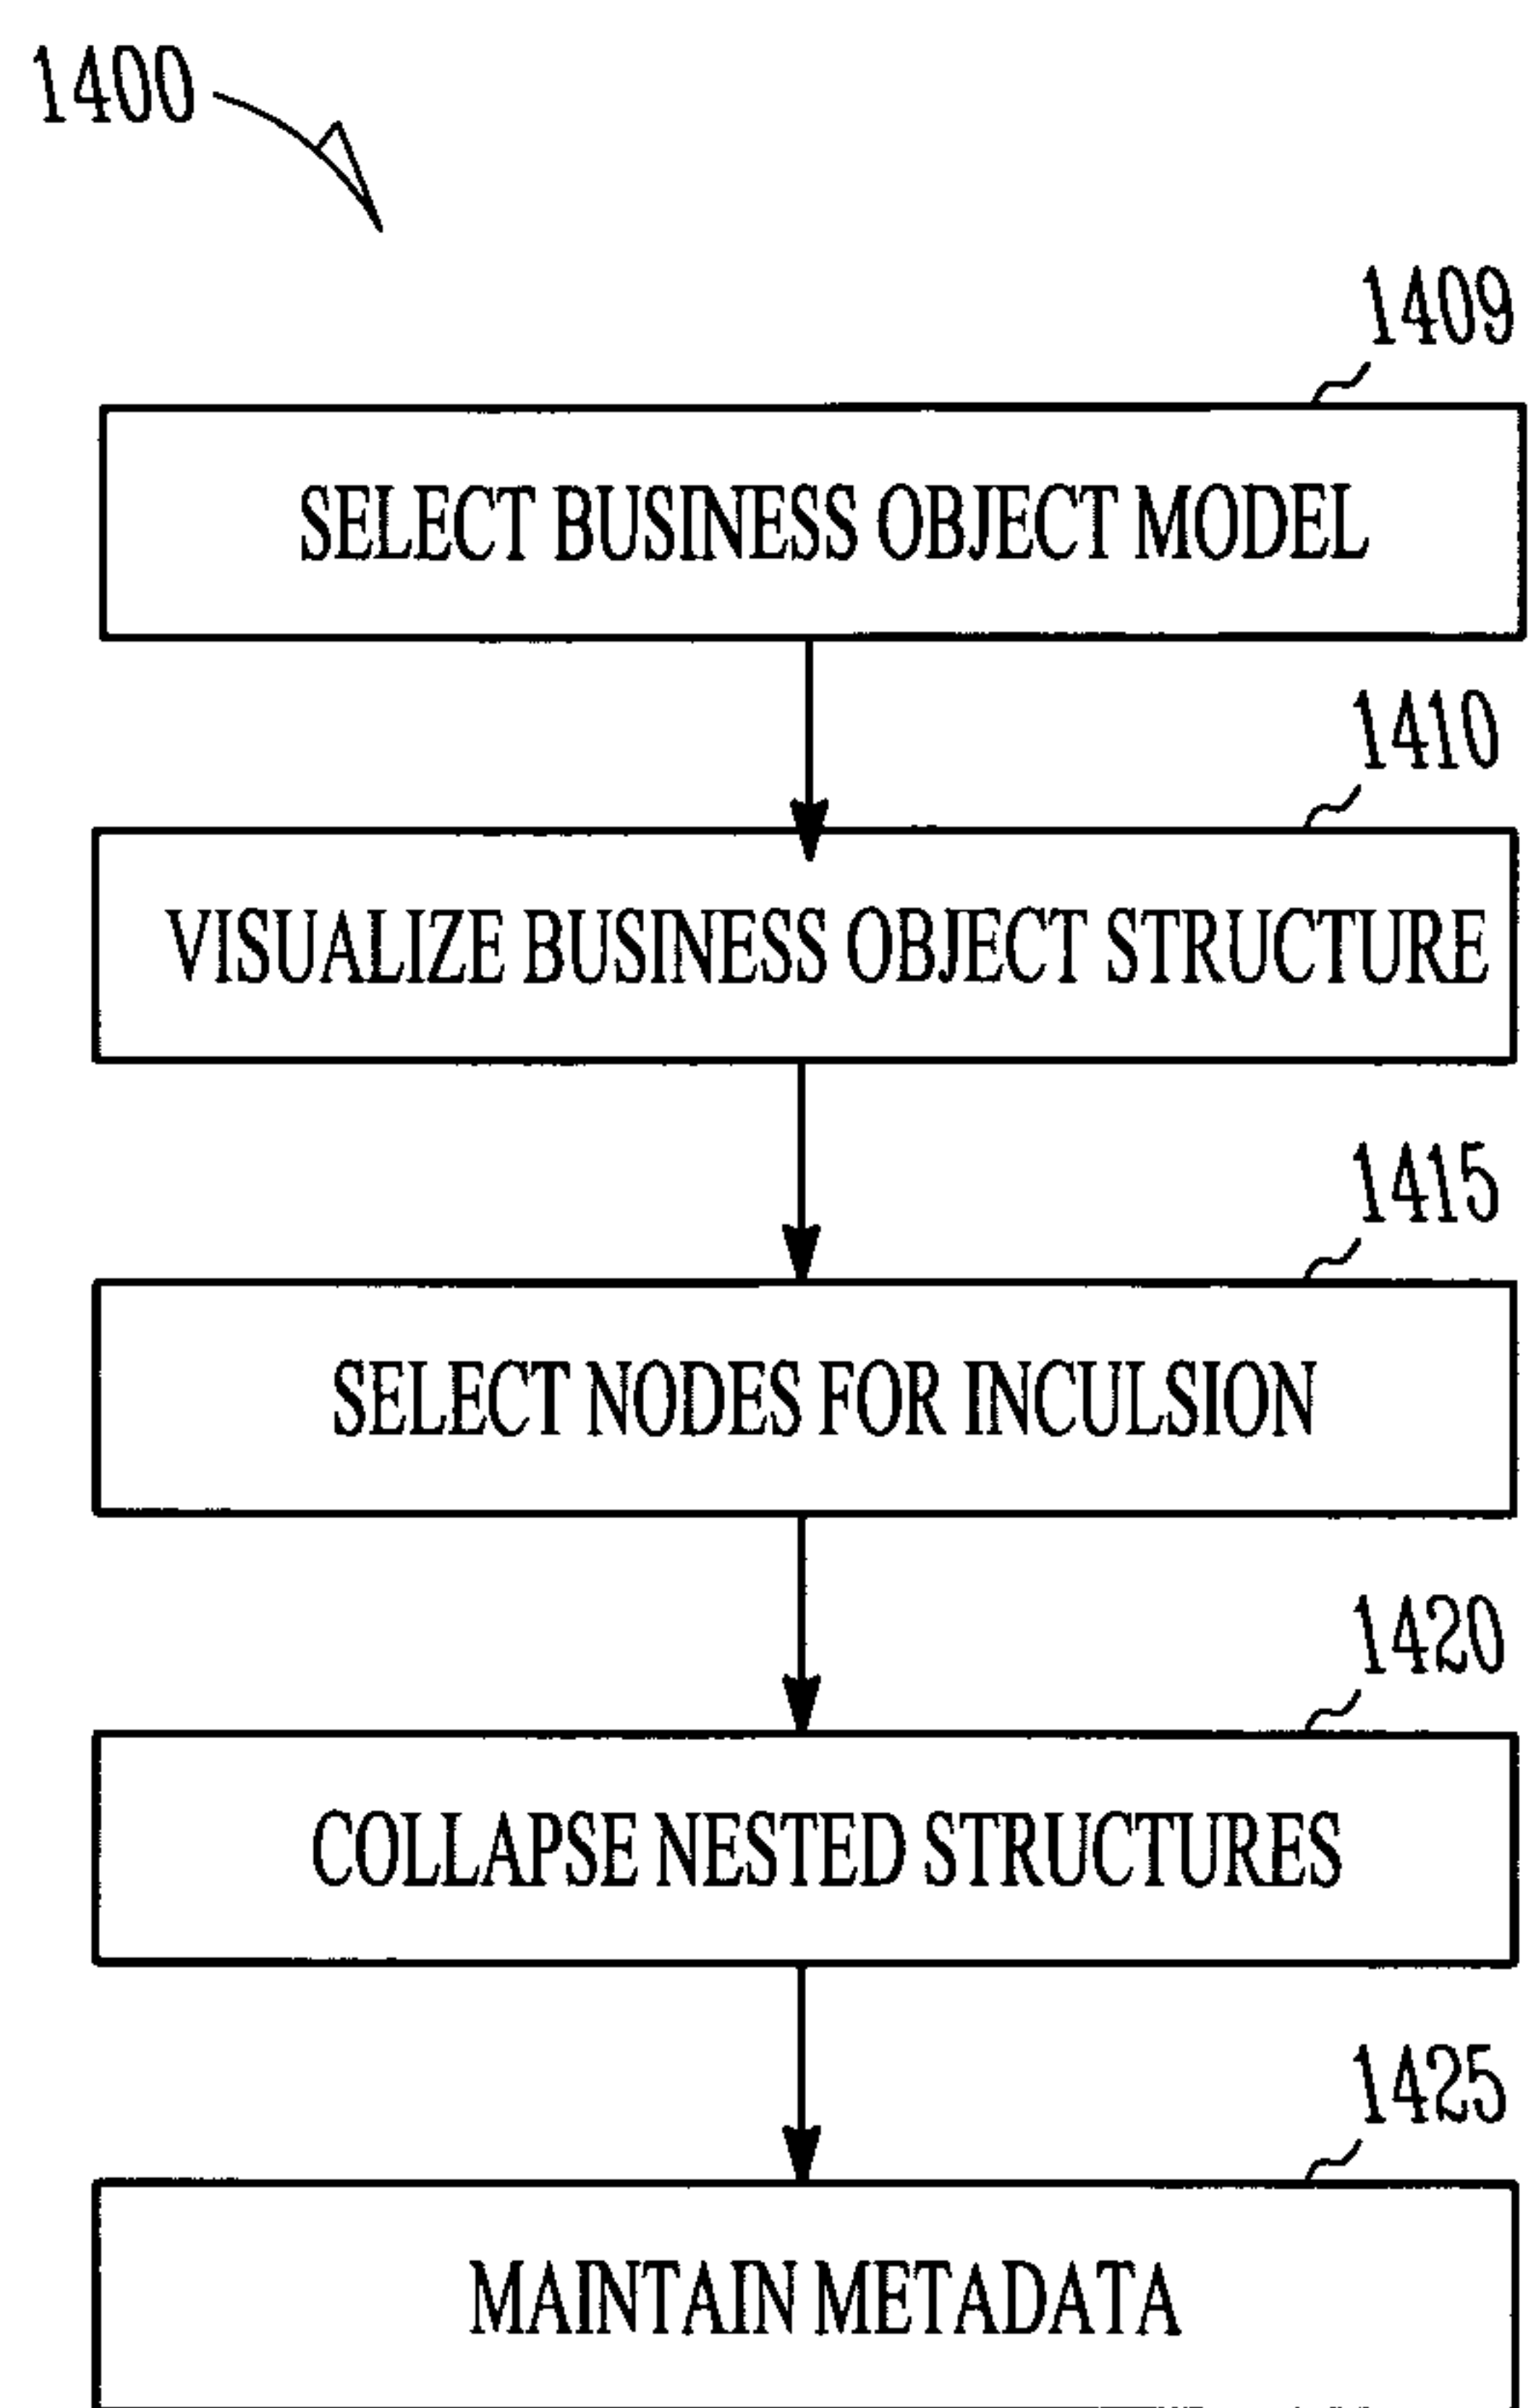 1400
1409
SELECT BUSINESS OBJECT MODEL
1410
VISUALIZE BUSINESS OBJECT STRUCTURE
1415
SELECT NODES FOR INCULSION
1420
COLLAPSE NESTED STRUCTURES
1425
MAINTAIN METADATA